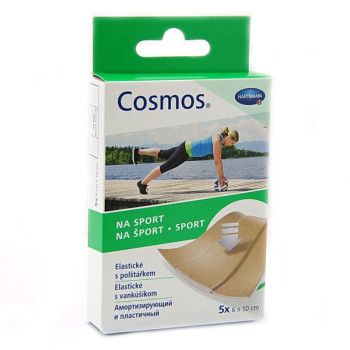 HARTMANN
Cosmos®
NA SPORT
NA ŠPORT • SPORT
Elastické
s polštářkem
Elastické
s vankúšikom
Амортизирующий
и пластичный
5x 6 x 10 cm